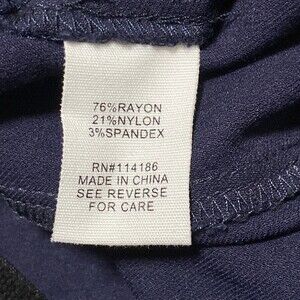 76%RAYON
21%NYLON
3%SPANDEX
RN#114186
MADE IN CHINA
SEE REVERSE
FOR CARE